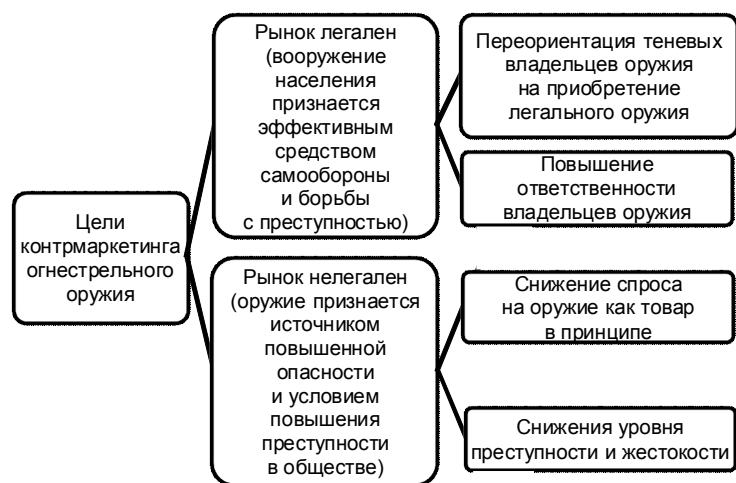 Цели
контрмаркетинга
огнестрельного
оружия
Рынок легален
(вооружение
населения
признается
эффективным
средством
самообороны
и борьбы
с преступностью)
Переориентация теневых
владельцев оружия
на приобретение
легального оружия
Повышение
ответственности
владельцев оружия
Рынок нелегален
(оружие признается
источником
повышенной
опасности
и условием
повышения
преступности
в обществе)
Снижение спроса
на оружие как товар
в принципе
Снижения уровня
преступности и жестокости